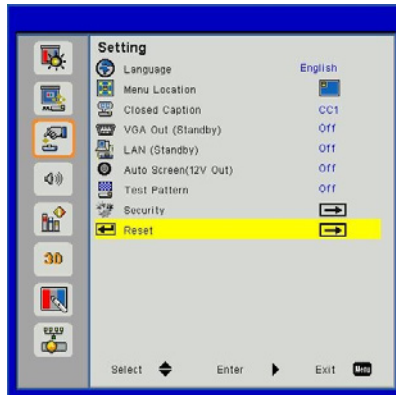 Setting
Language English
Menu Location
Closed Caption CC1
VGA Out (Standby) Off
LAN (Standby) Off
Auto Screen(12V Out) Off
Test Pattern Off
Security
Reset
3D
Select Enter Exit Menu